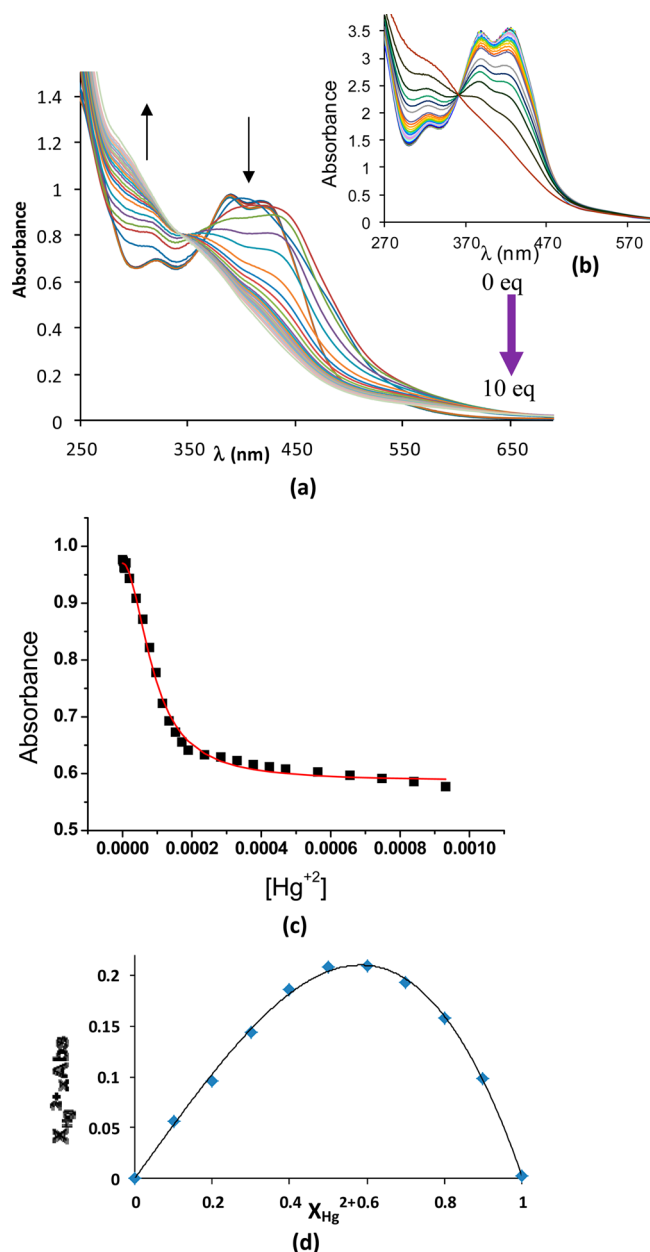 1.4
1.2
1
0.8
0.6
0.4
0.2
0
Absorbance
250 350 450 550 650
λ (nm)
(a)
3.5
3
2.5
2
1.5
1
0.5
0
Absorbance
270 370 470 570
λ (nm)
(b)
0 eq
10 eq
1.0
0.9
0.8
0.7
0.6
0.5
Absorbance
0.0000 0.0002 0.0004 0.0006 0.0008 0.0010
[Hg+2]
(c)
0.2
0.15
0.1
0.05
0
XHg2+xAbs
0 0.2 0.4 0.6 0.8 1
XHg2+
(d)